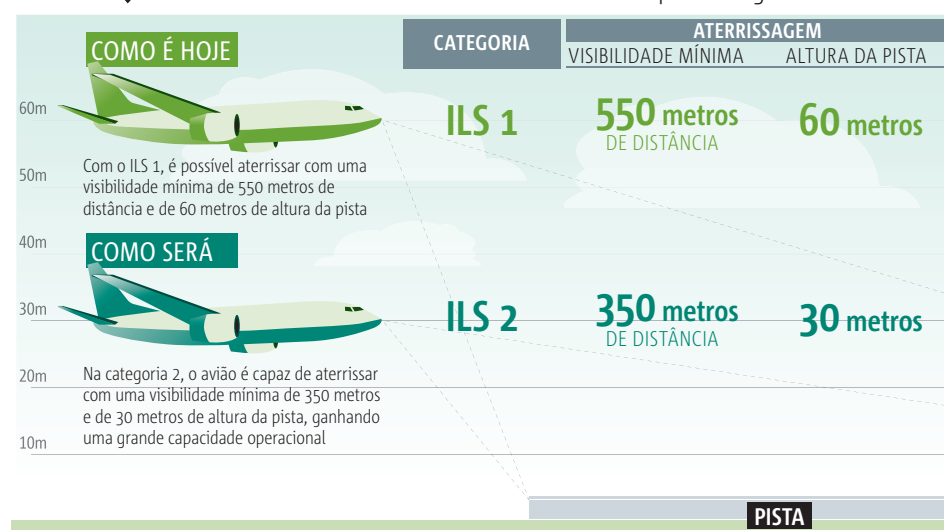 COMO É HOJE
CATEGORIA
ATERRISSAGEM
VISIBILIDADE MÍNIMA
ALTURA DA PISTA
60m
ILS 1
550 metros
DE DISTÂNCIA
60 metros
Com o ILS 1, é possível aterrissar com uma
visibilidade mínima de 550 metros de
distância e de 60 metros de altura da pista
50m
40m
COMO SERÁ
30m
ILS 2
350 metros
DE DISTÂNCIA
30 metros
20m
Na categoria 2, o avião é capaz de aterrissar
com uma visibilidade mínima de 350 metros
e de 30 metros de altura da pista, ganhando
uma grande capacidade operacional
10m
PISTA